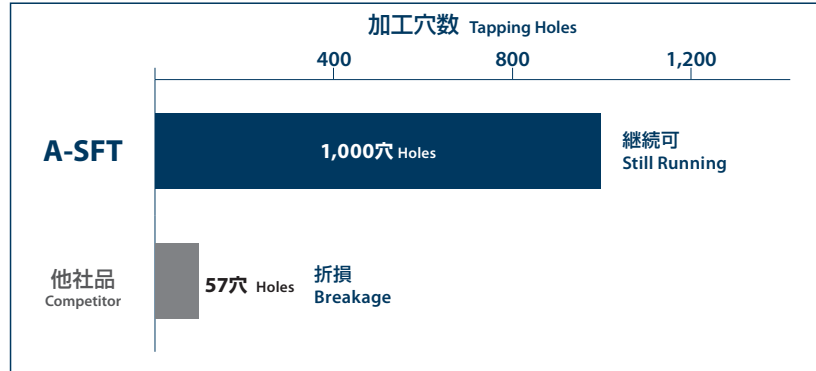 加工穴数 Tapping Holes
400 800 1,200
A-SFT
1,000穴 Holes
継続可
Still Running
他社品
Competitor
57穴 Holes
折損
Breakage